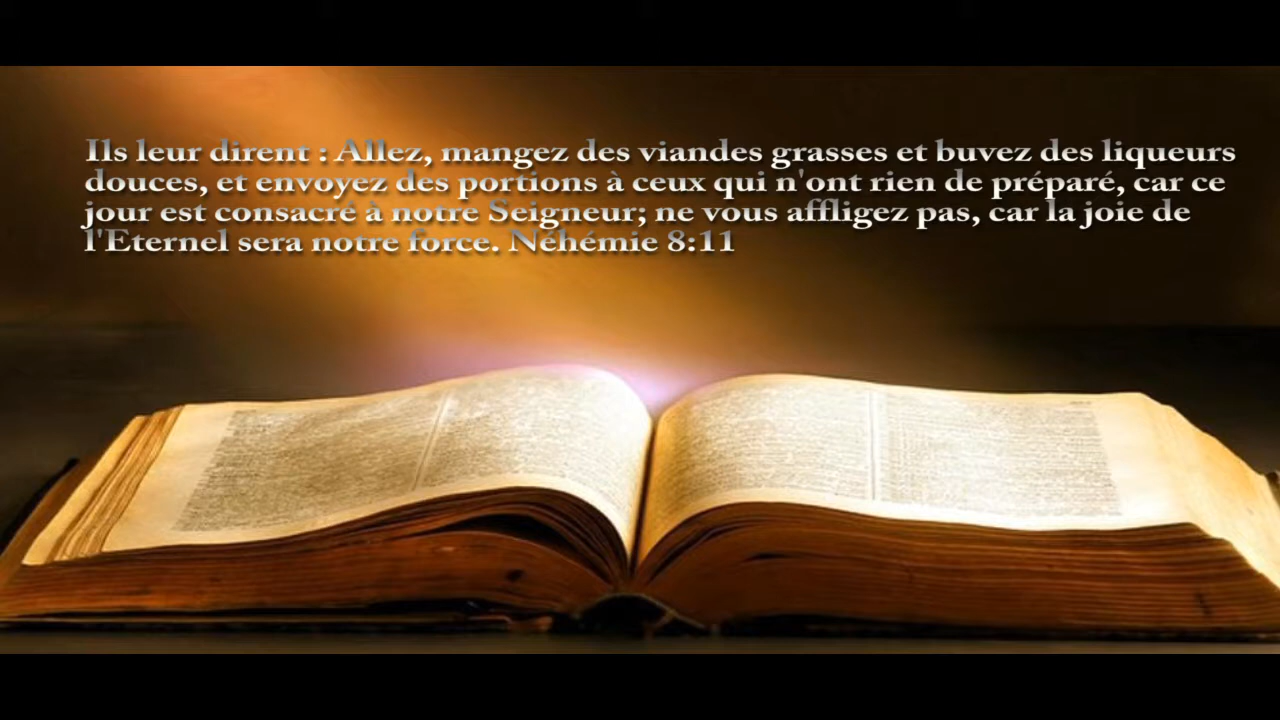 Ils leur dirent : Allez, mangez des viandes grasses et buvez des liqueurs
douces, et envoyez des portions à ceux qui n'ont rien de préparé, car ce
jour est consacré à notre Seigneur; ne vous affligez pas, car la joie de
l'Eternel sera notre force. Néhémie 8:11